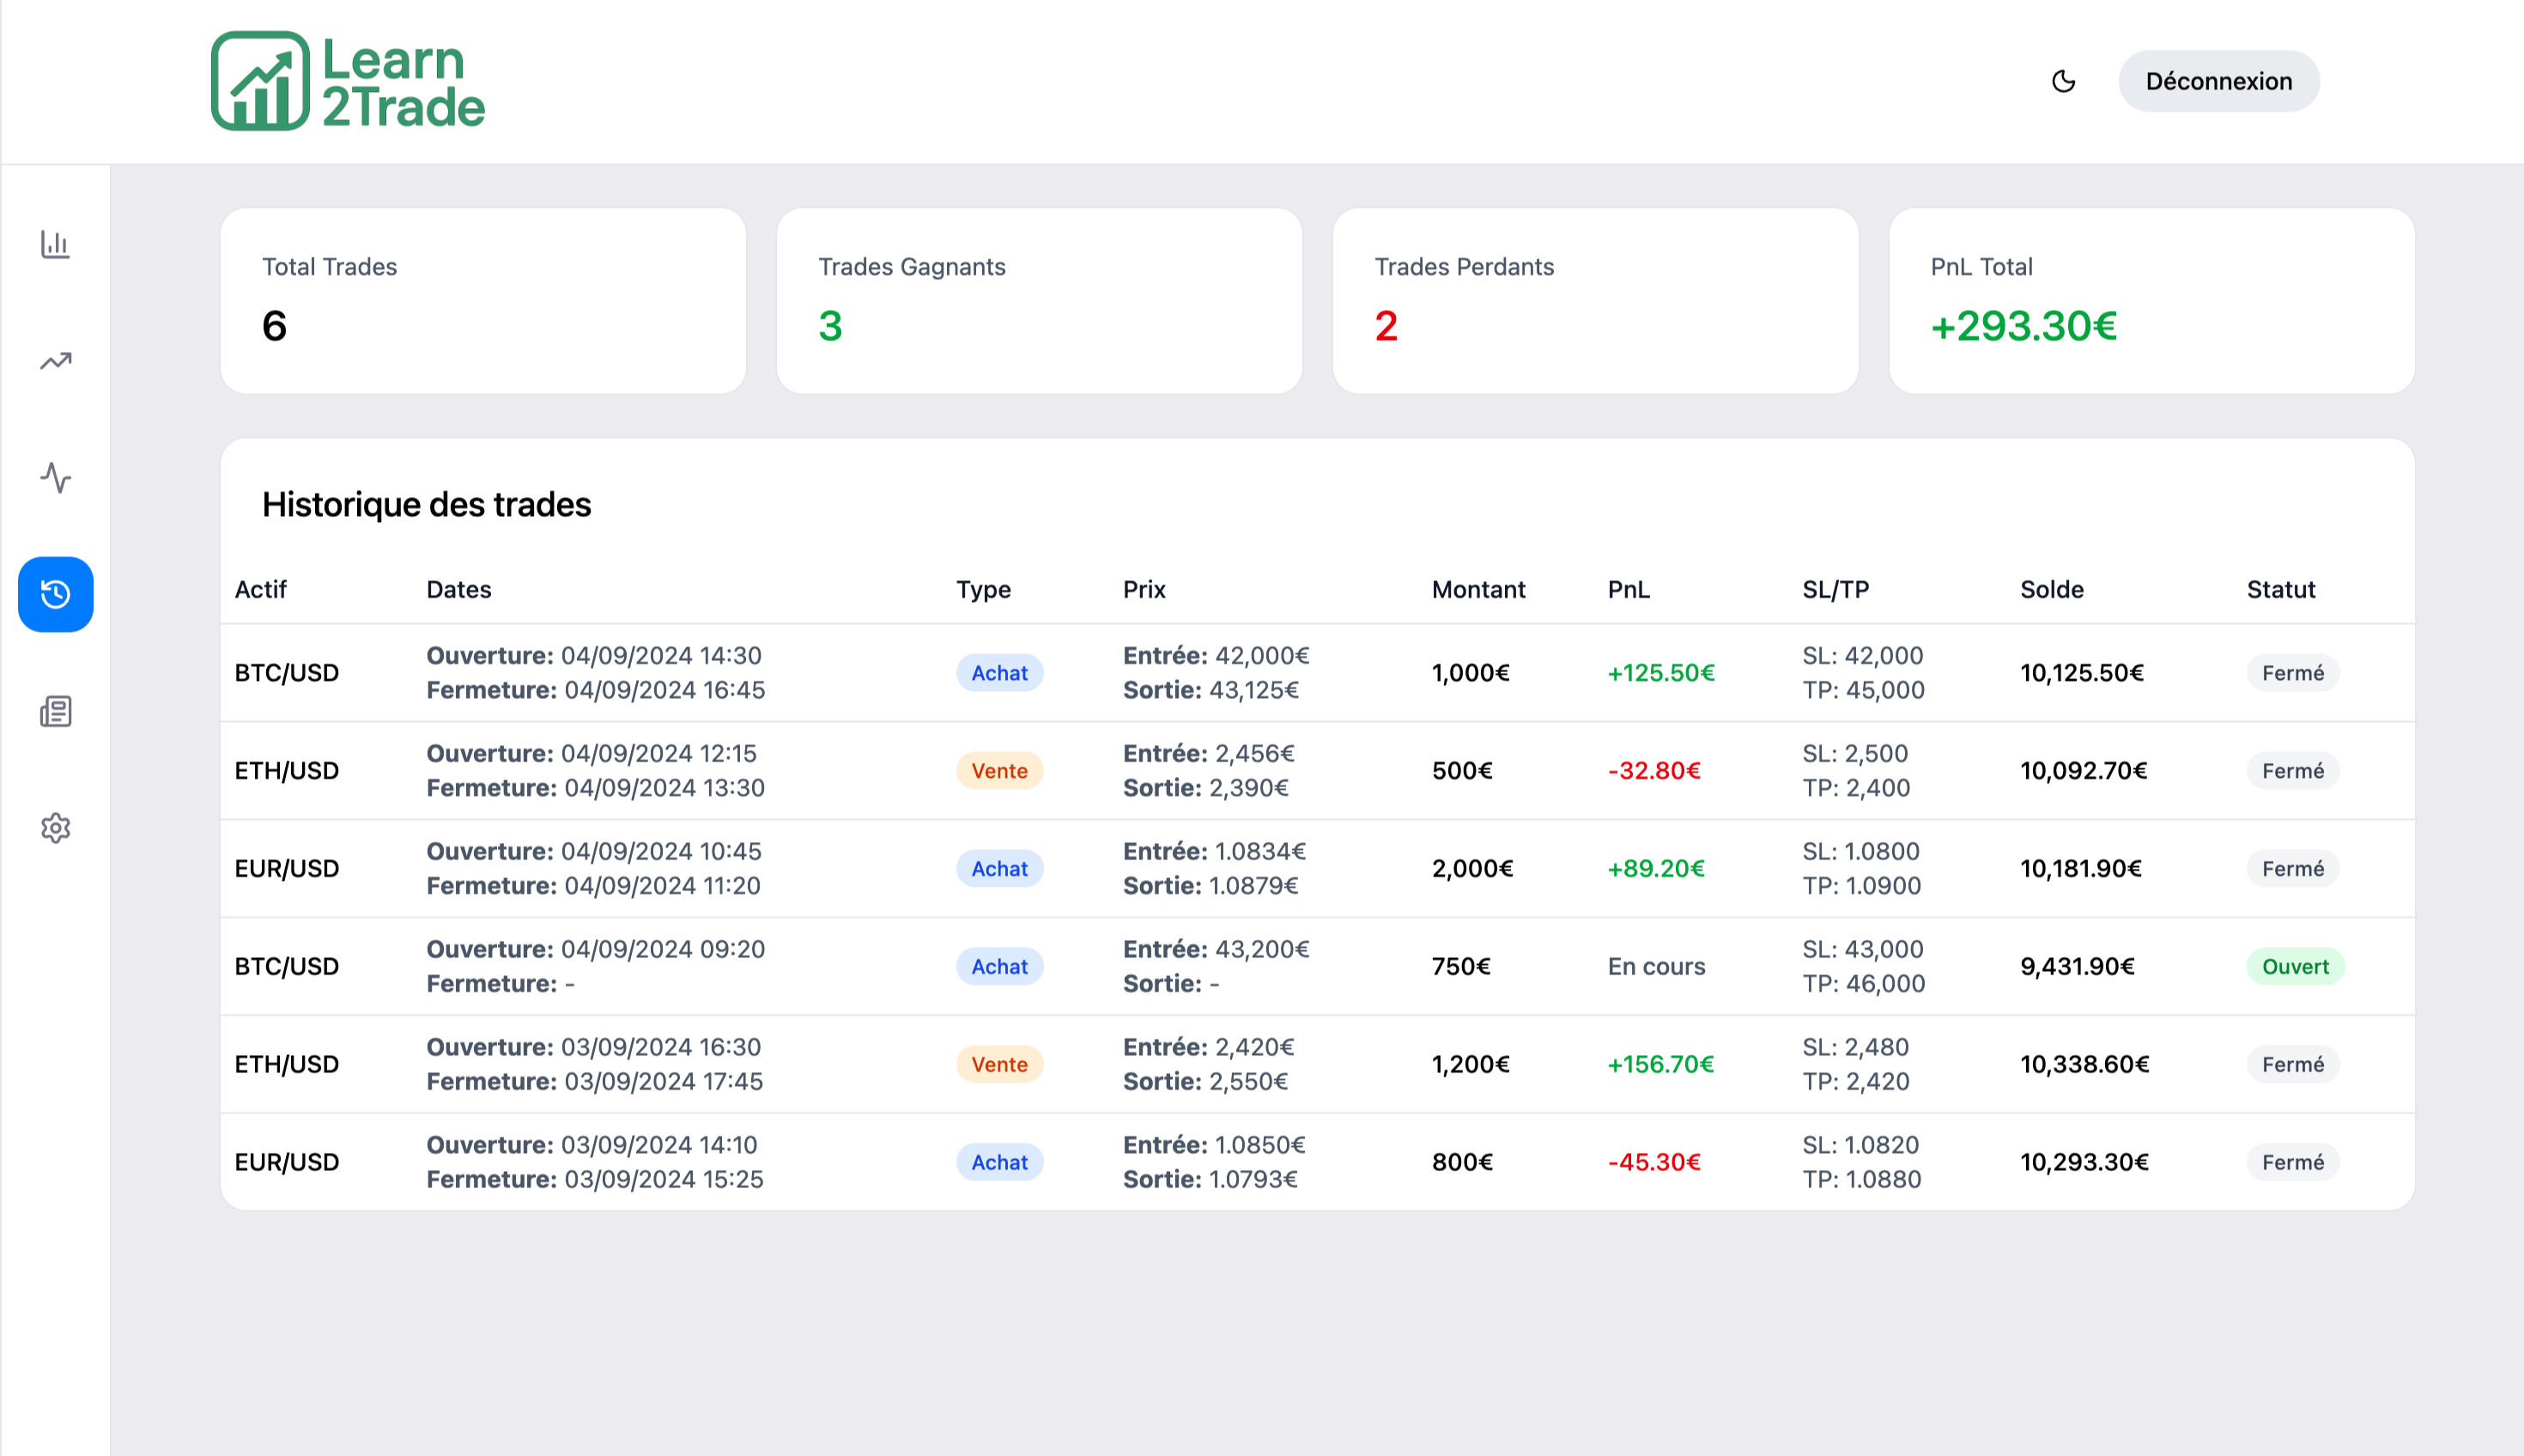 Learn
2Trade
Déconnexion
Total Trades
6
Trades Gagnants
3
Trades Perdants
2
PnL Total
+293.30€
Historique des trades
Actif Dates Type Prix Montant PnL SL/TP Solde Statut
BTC/USD
Ouverture: 04/09/2024 14:30
Fermeture: 04/09/2024 16:45
Achat
Entrée: 42,000€
Sortie: 43,125€
1,000€
+125.50€
SL: 42,000
TP: 45,000
10,125.50€
Fermé
ETH/USD
Ouverture: 04/09/2024 12:15
Fermeture: 04/09/2024 13:30
Vente
Entrée: 2,456€
Sortie: 2,390€
500€
-32.80€
SL: 2,500
TP: 2,400
10,092.70€
Fermé
EUR/USD
Ouverture: 04/09/2024 10:45
Fermeture: 04/09/2024 11:20
Achat
Entrée: 1.0834€
Sortie: 1.0879€
2,000€
+89.20€
SL: 1.0800
TP: 1.0900
10,181.90€
Fermé
BTC/USD
Ouverture: 04/09/2024 09:20
Fermeture: -
Achat
Entrée: 43,200€
Sortie: -
750€
En cours
SL: 43,000
TP: 46,000
9,431.90€
Ouvert
ETH/USD
Ouverture: 03/09/2024 16:30
Fermeture: 03/09/2024 17:45
Vente
Entrée: 2,420€
Sortie: 2,550€
1,200€
+156.70€
SL: 2,480
TP: 2,420
10,338.60€
Fermé
EUR/USD
Ouverture: 03/09/2024 14:10
Fermeture: 03/09/2024 15:25
Achat
Entrée: 1.0850€
Sortie: 1.0793€
800€
-45.30€
SL: 1.0820
TP: 1.0880
10,293.30€
Fermé